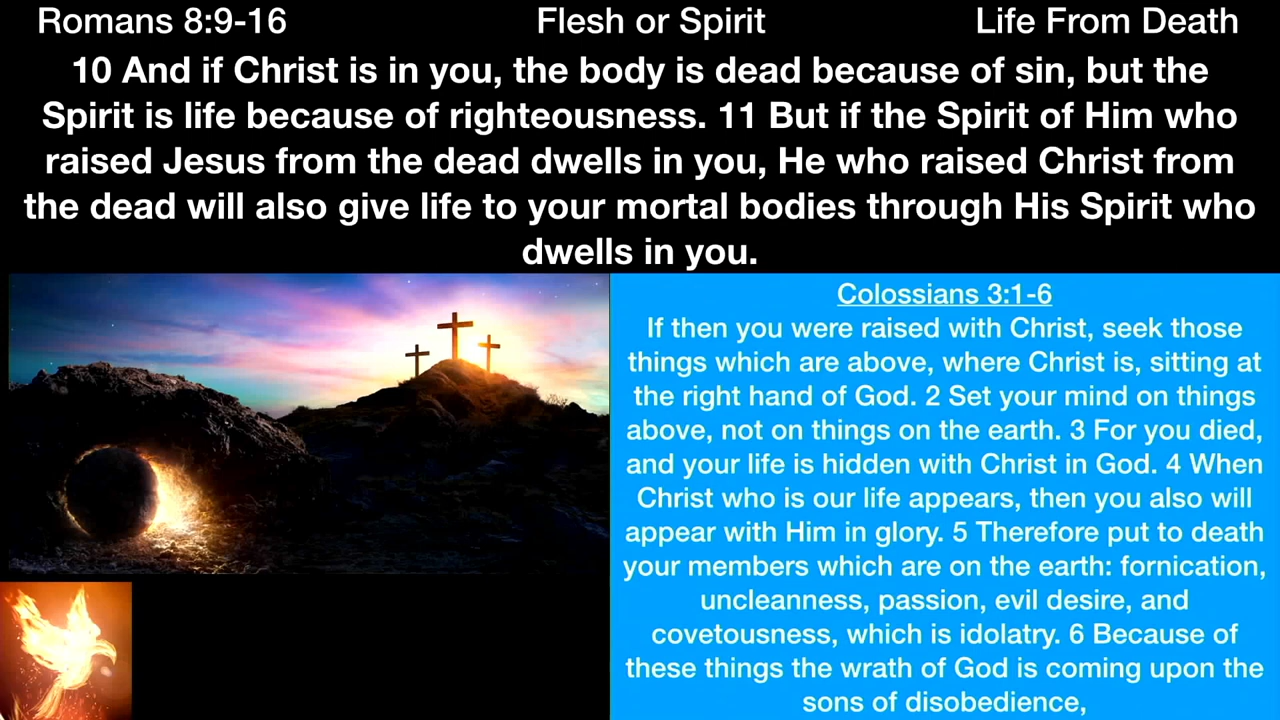 Romans 8:9-16
Flesh or Spirit
Life From Death
10 And if Christ is in you, the body is dead because of sin, but the
Spirit is life because of righteousness. 11 But if the Spirit of Him who
raised Jesus from the dead dwells in you, He who raised Christ from
the dead will also give life to your mortal bodies through His Spirit who
dwells in you.
Colossians 3:1-6
If then you were raised with Christ, seek those
things which are above, where Christ is, sitting at
the right hand of God. 2 Set your mind on things
above, not on things on the earth. 3 For you died,
and your life is hidden with Christ in God. 4 When
Christ who is our life appears, then you also will
appear with Him in glory. 5 Therefore put to death
your members which are on the earth: fornication,
uncleanness, passion, evil desire, and
covetousness, which is idolatry. 6 Because of
these things the wrath of God is coming upon the
sons of disobedience,